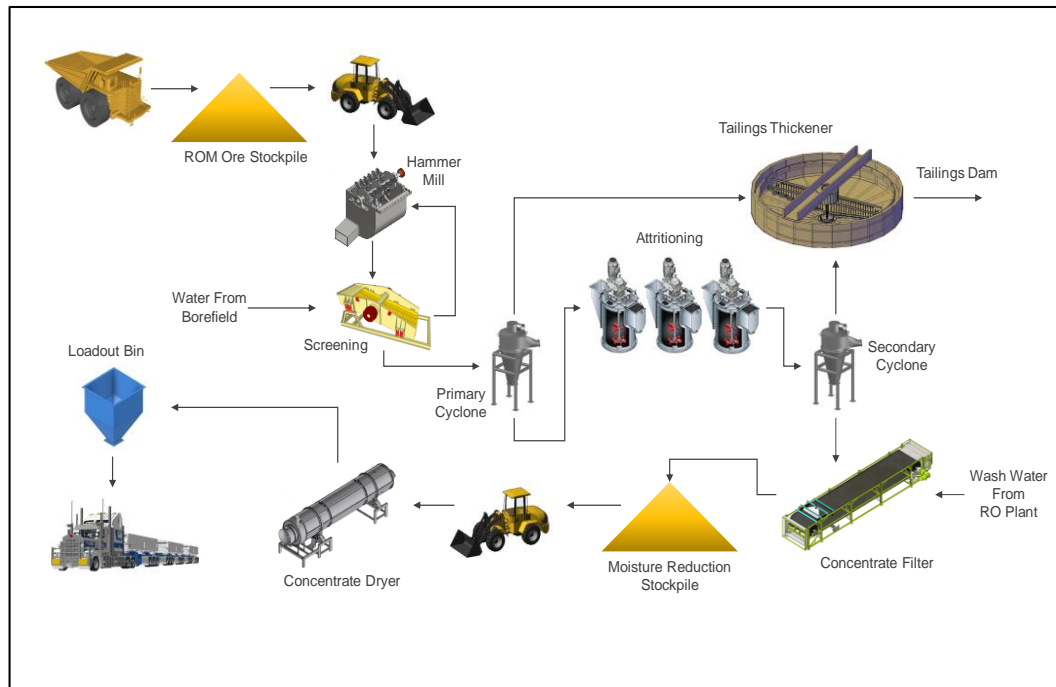 ROM Ore Stockpile
Hammer
Mill
Tailings Thickener
Tailings Dam
Attritioning
Water From
Borefield
Screening
Primary
Cyclone
Secondary
Cyclone
Loadout Bin
Concentrate Dryer
Moisture Reduction
Stockpile
Concentrate Filter
Wash Water
From
RO Plant